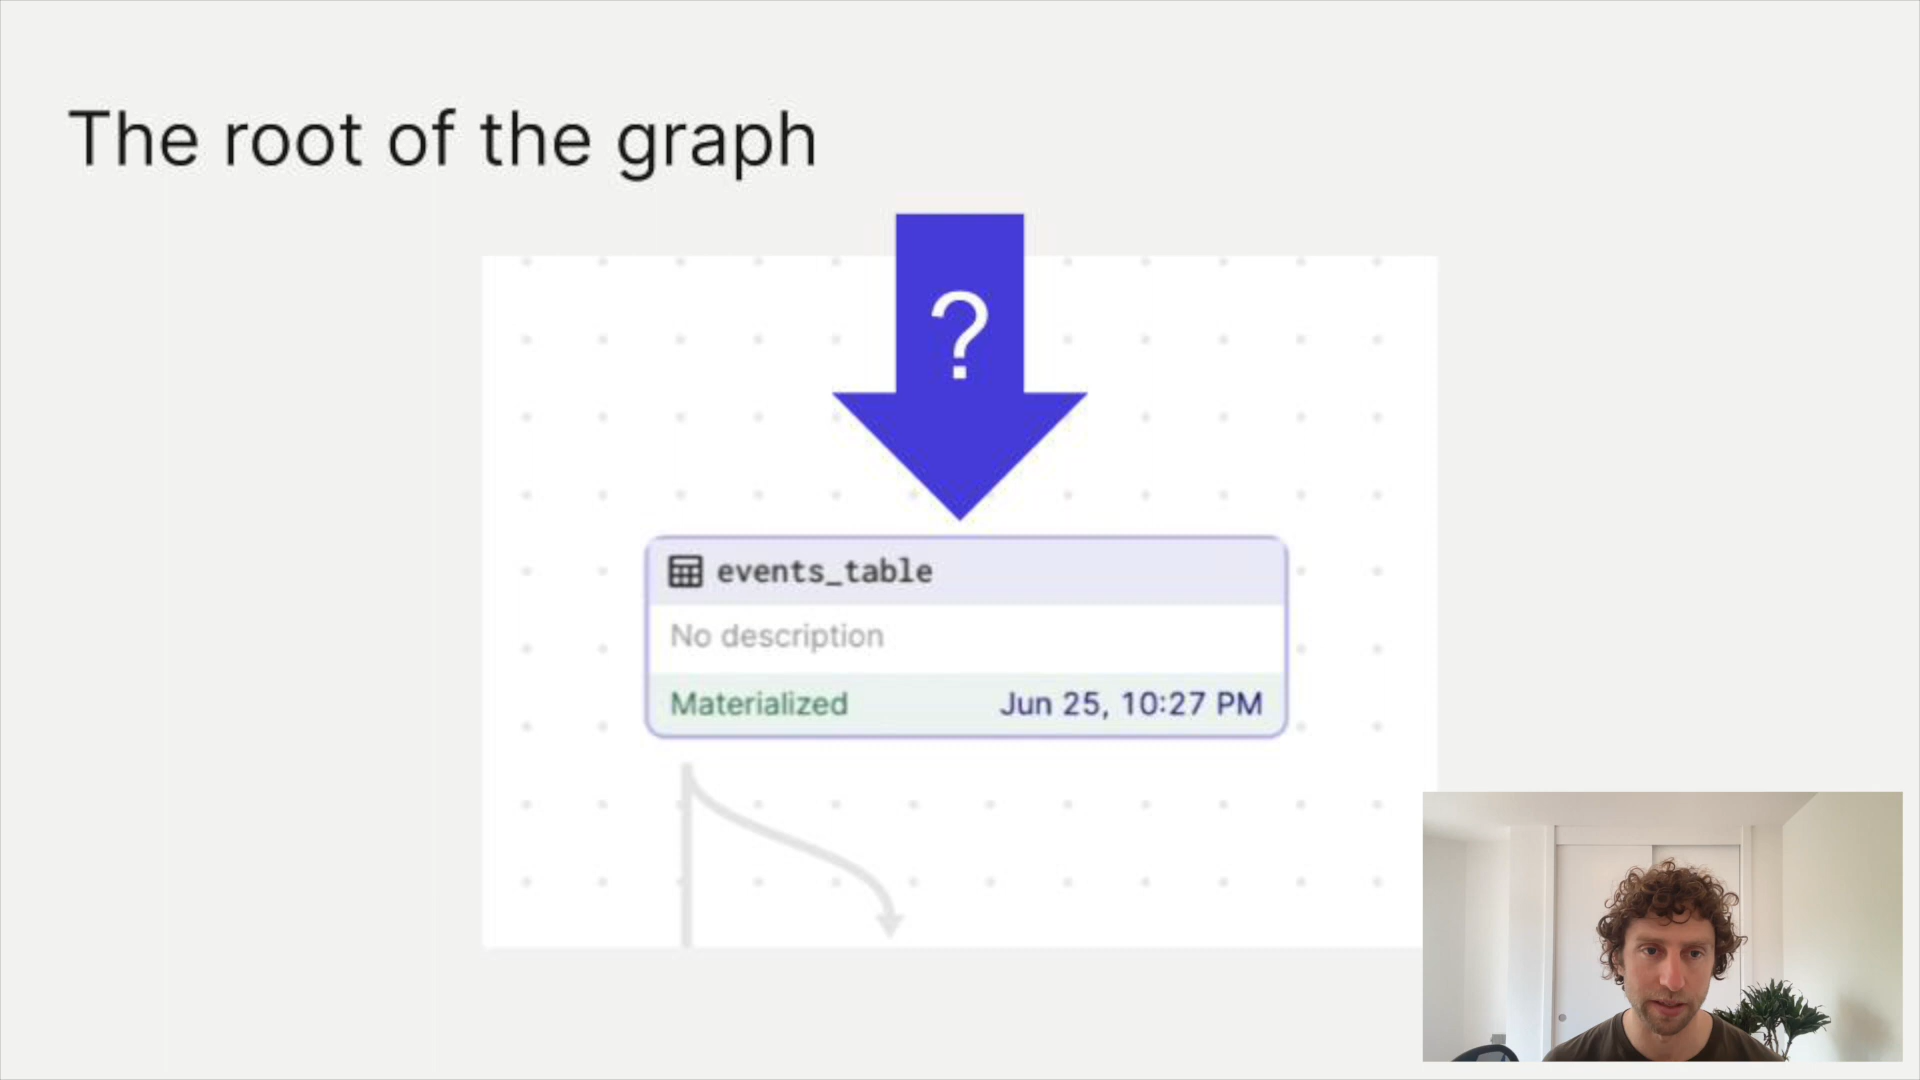 The root of the graph
?
events_table
No description
Materialized Jun 25, 10:27 PM